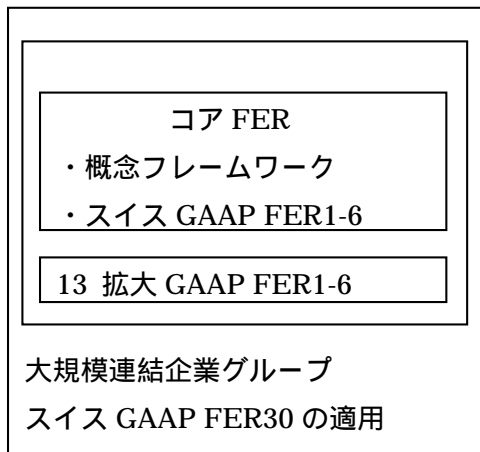 コア FER
・概念フレームワーク
・スイス GAAP FER1-6
13 拡大 GAAP FER1-6
大規模連結企業グループ
スイス GAAP FER30 の適用